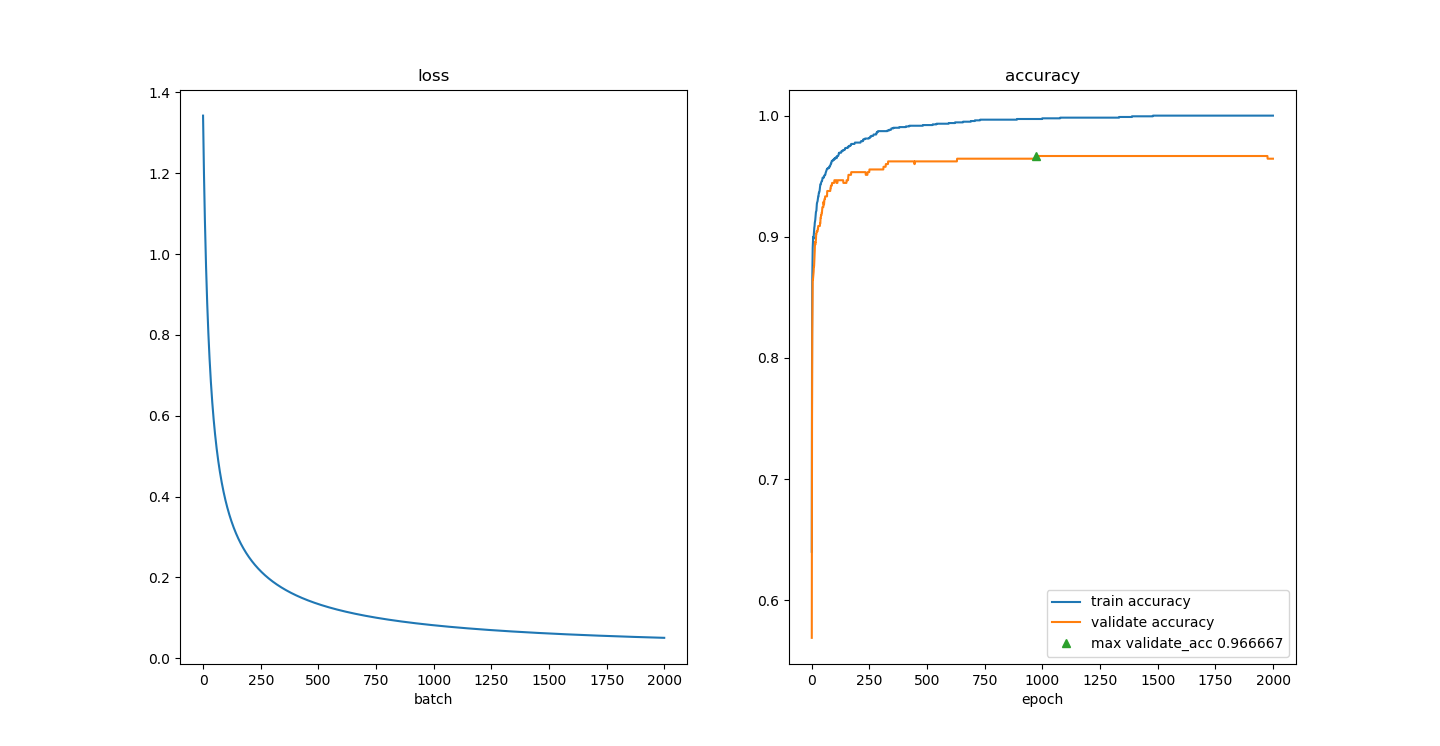 loss
1.4
1.2
1.0
0.8
0.6
0.4
0.2
0.0
0 250 500 750 1000 1250 1500 1750 2000
batch
accuracy
1.0
0.9
0.8
0.7
0.6
train accuracy
validate accuracy
max validate_acc 0.966667
0 250 500 750 1000 1250 1500 1750 2000
epoch